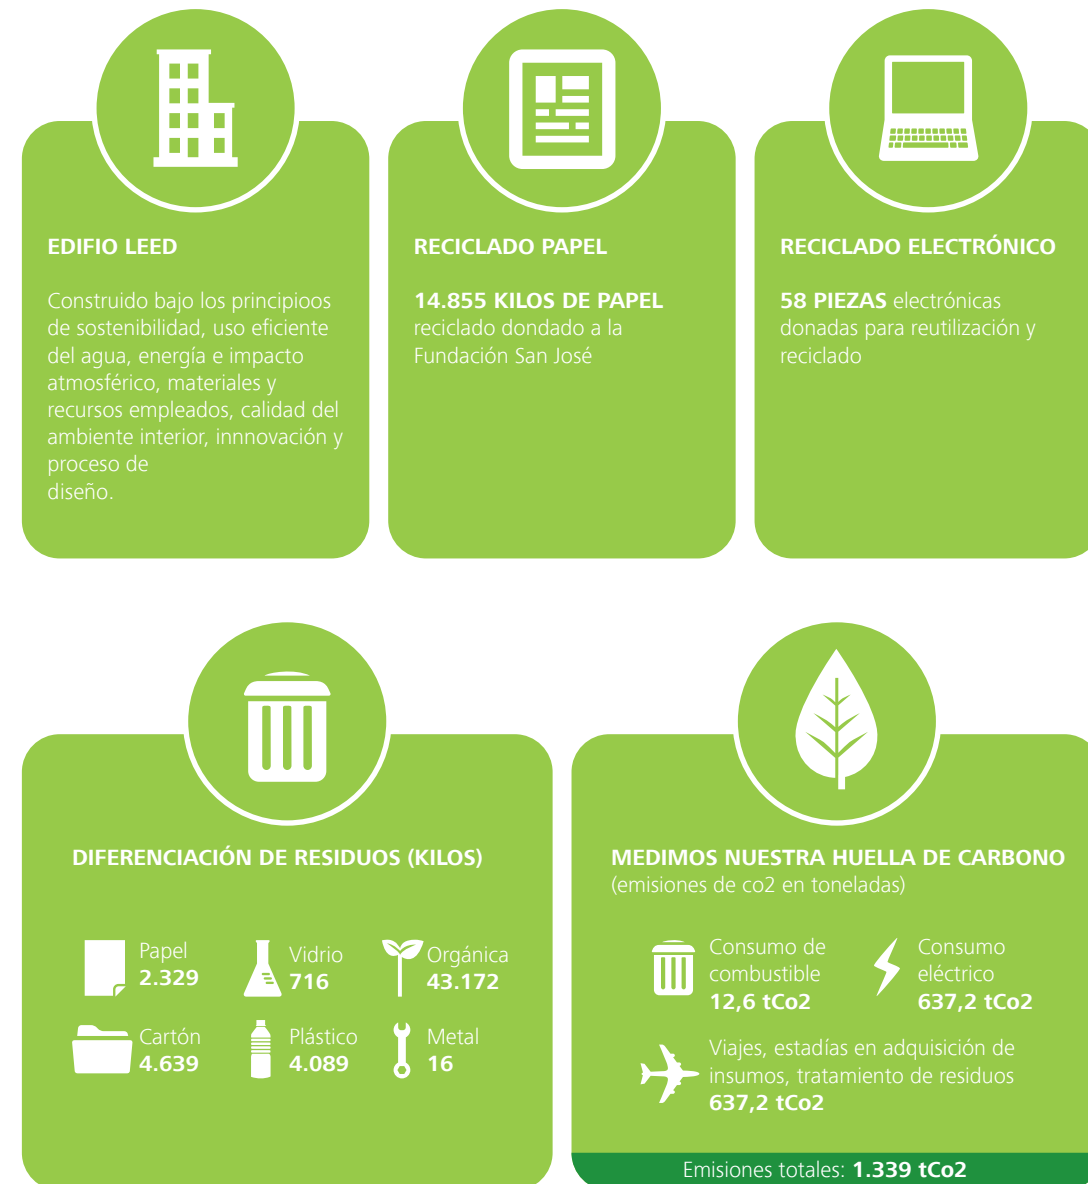 EDIFIO LEED
Construido bajo los principioos
de sostenibilidad, uso eficiente
del agua, energía e impacto
atmosférico, materiales y
recursos empleados, calidad del
ambiente interior, innnovación y
proceso de
diseño.
RECICLADO PAPEL
14.855 KILOS DE PAPEL
reciclado dondado a la
Fundación San José
RECICLADO ELECTRÓNICO
58 PIEZAS electrónicas
donadas para reutilización y
reciclado
DIFERENCIACIÓN DE RESIDUOS (KILOS)
Papel
2.329
Vidrio
716
Orgánica
43.172
Cartón
4.639
Plástico
4.089
Metal
16
MEDIMOS NUESTRA HUELLA DE CARBONO
(emisiones de co2 en toneladas)
Consumo de
combustible
12,6 tCo2
Consumo
eléctrico
637,2 tCo2
Viajes, estadías en adquisición de
insumos, tratamiento de residuos
637,2 tCo2
Emisiones totales: 1.339 tCo2